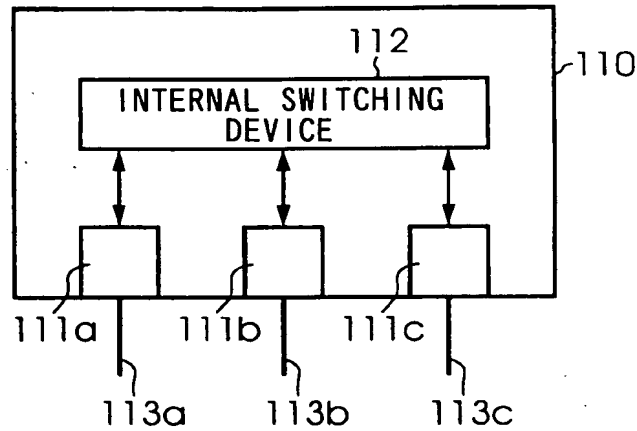 112
110
INTERNAL SWITCHING
DEVICE
111a 111b 111c
113a 113b 113c